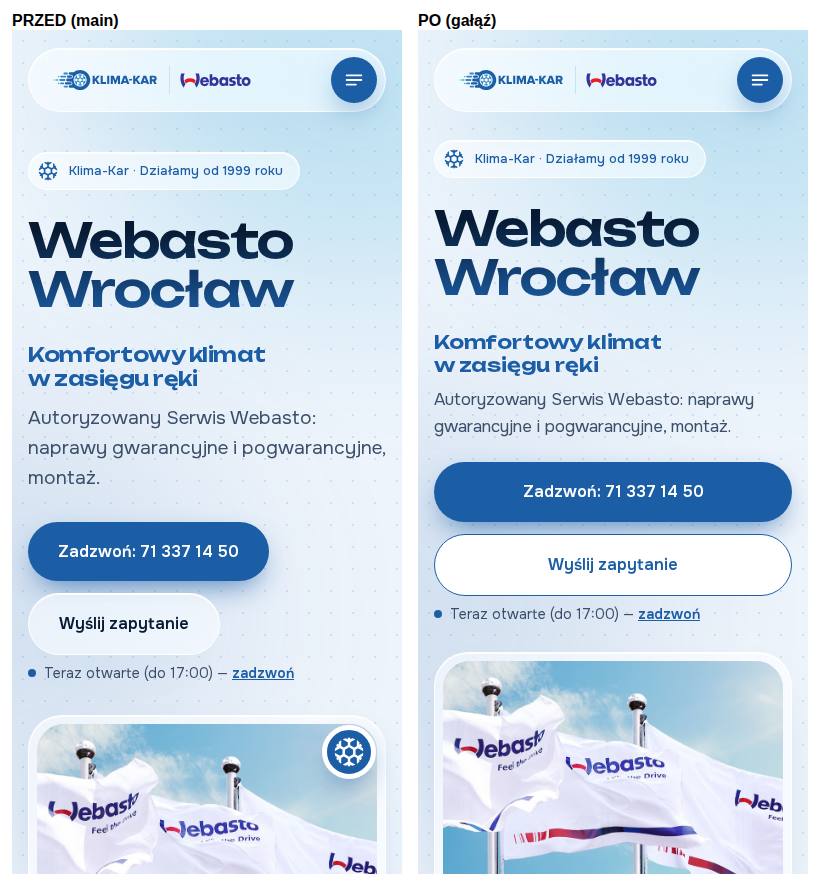 PRZED (main)
KLIMA-KAR
Webasto
Klima-Kar · Działamy od 1999 roku
Webasto
Wrocław
Komfortowy klimat
w zasięgu ręki
Autoryzowany Serwis Webasto:
naprawy gwarancyjne i pogwarancyjne,
montaż.
Zadzwoń: 71 337 14 50
Wyślij zapytanie
Teraz otwarte (do 17:00) — zadzwoń
Webasto
Feel the Drive
Webasto
the Drive
Web
PO (gałąź)
KLIMA-KAR
Webasto
Klima-Kar · Działamy od 1999 roku
Webasto
Wrocław
Komfortowy klimat
w zasięgu ręki
Autoryzowany Serwis Webasto: naprawy
gwarancyjne i pogwarancyjne, montaż.
Zadzwoń: 71 337 14 50
Wyślij zapytanie
Teraz otwarte (do 17:00) — zadzwoń
Webasto
Feel the Drive
Webasto
the Drive
Web
Feel